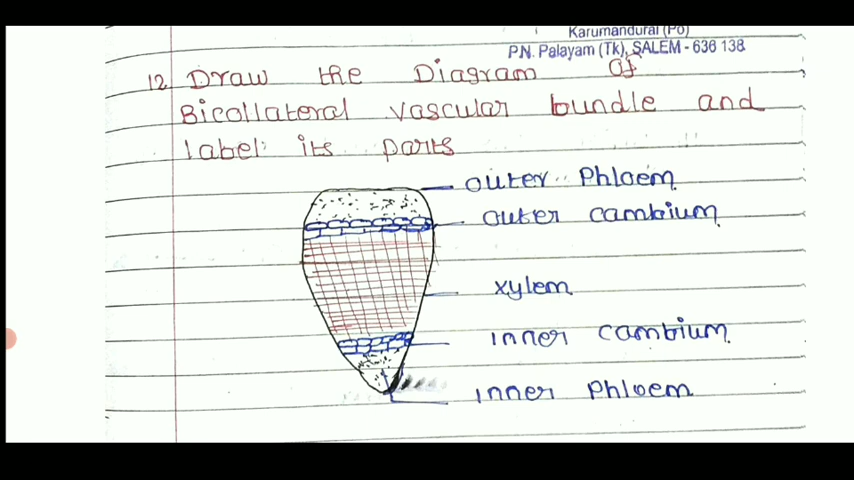 Karumandurai (Po)
P.N. Palayam (Tk), SALEM - 636 138.
12 Draw the Diagram of
Bicollateral vascular bundle and
label its parts
outer Phloem
outer cambium
xylem
inner cambium
inner Phloem